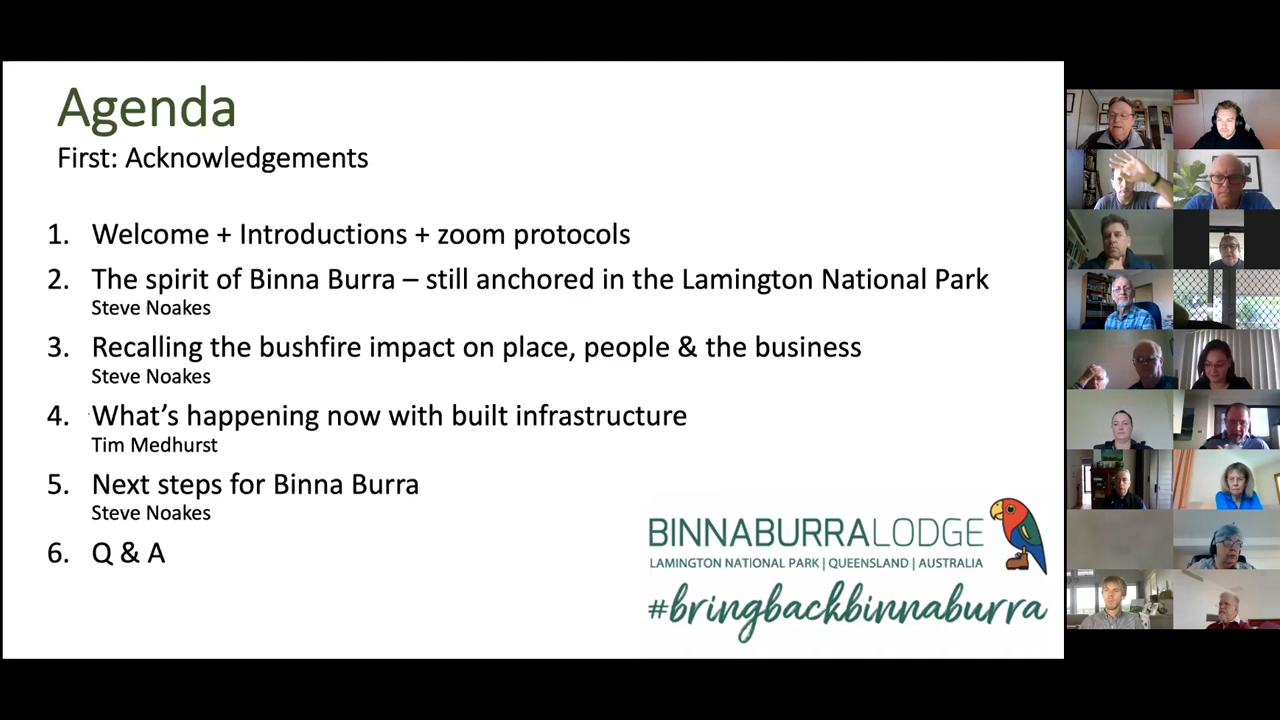 Agenda
First: Acknowledgements
1. Welcome + Introductions + zoom protocols
2. The spirit of Binna Burra – still anchored in the Lamington National Park
Steve Noakes
3. Recalling the bushfire impact on place, people & the business
Steve Noakes
4. What's happening now with built infrastructure
Tim Medhurst
5. Next steps for Binna Burra
Steve Noakes
6. Q & A
BINNABURRALODGE
LAMINGTON NATIONAL PARK | QUEENSLAND | AUSTRALIA
#bringbackbinnaburra